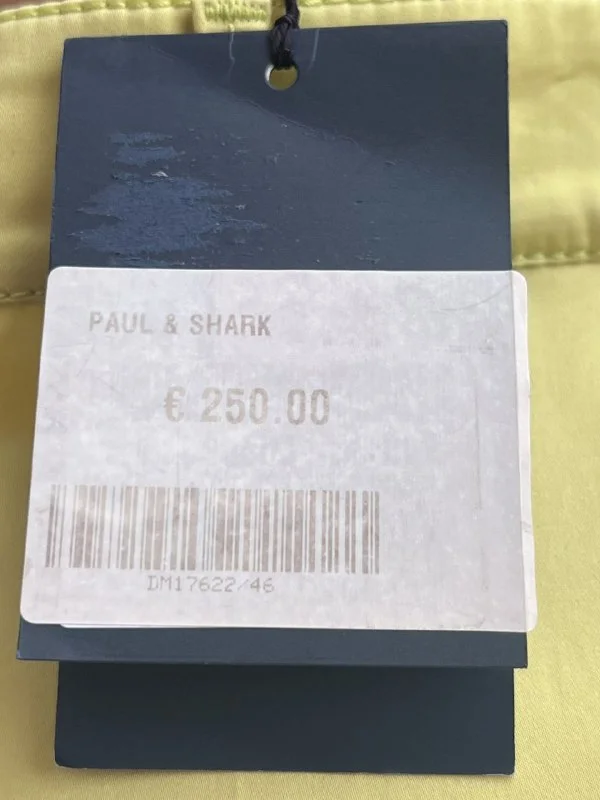 PAUL & SHARK
€ 250.00
DM17622/46